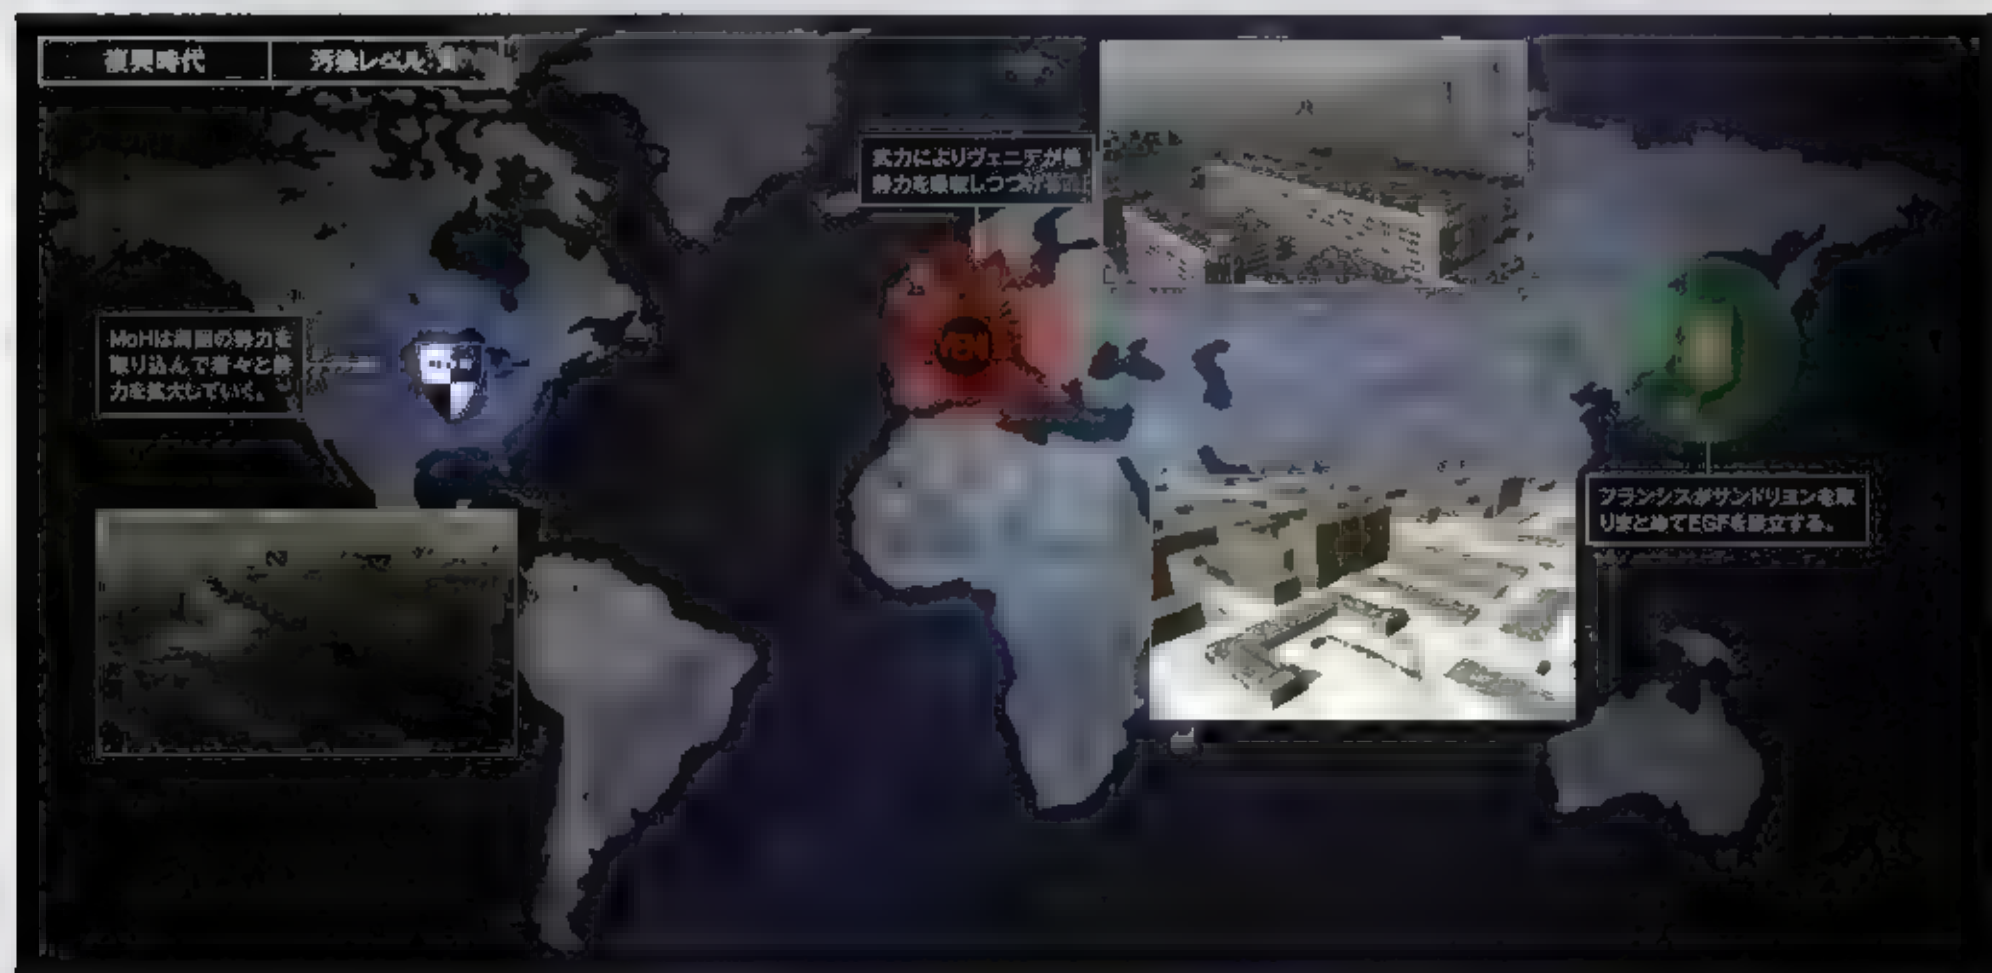 復興時代
汚染レベル
武力によりヴェニデが他
勢力を吸収しつつ
MoHは周囲の勢力を
取り込んで着々と勢
力を拡大していく。
VEN
フランシスがサンドリヨンを取
りまとめてEGFを設立する。